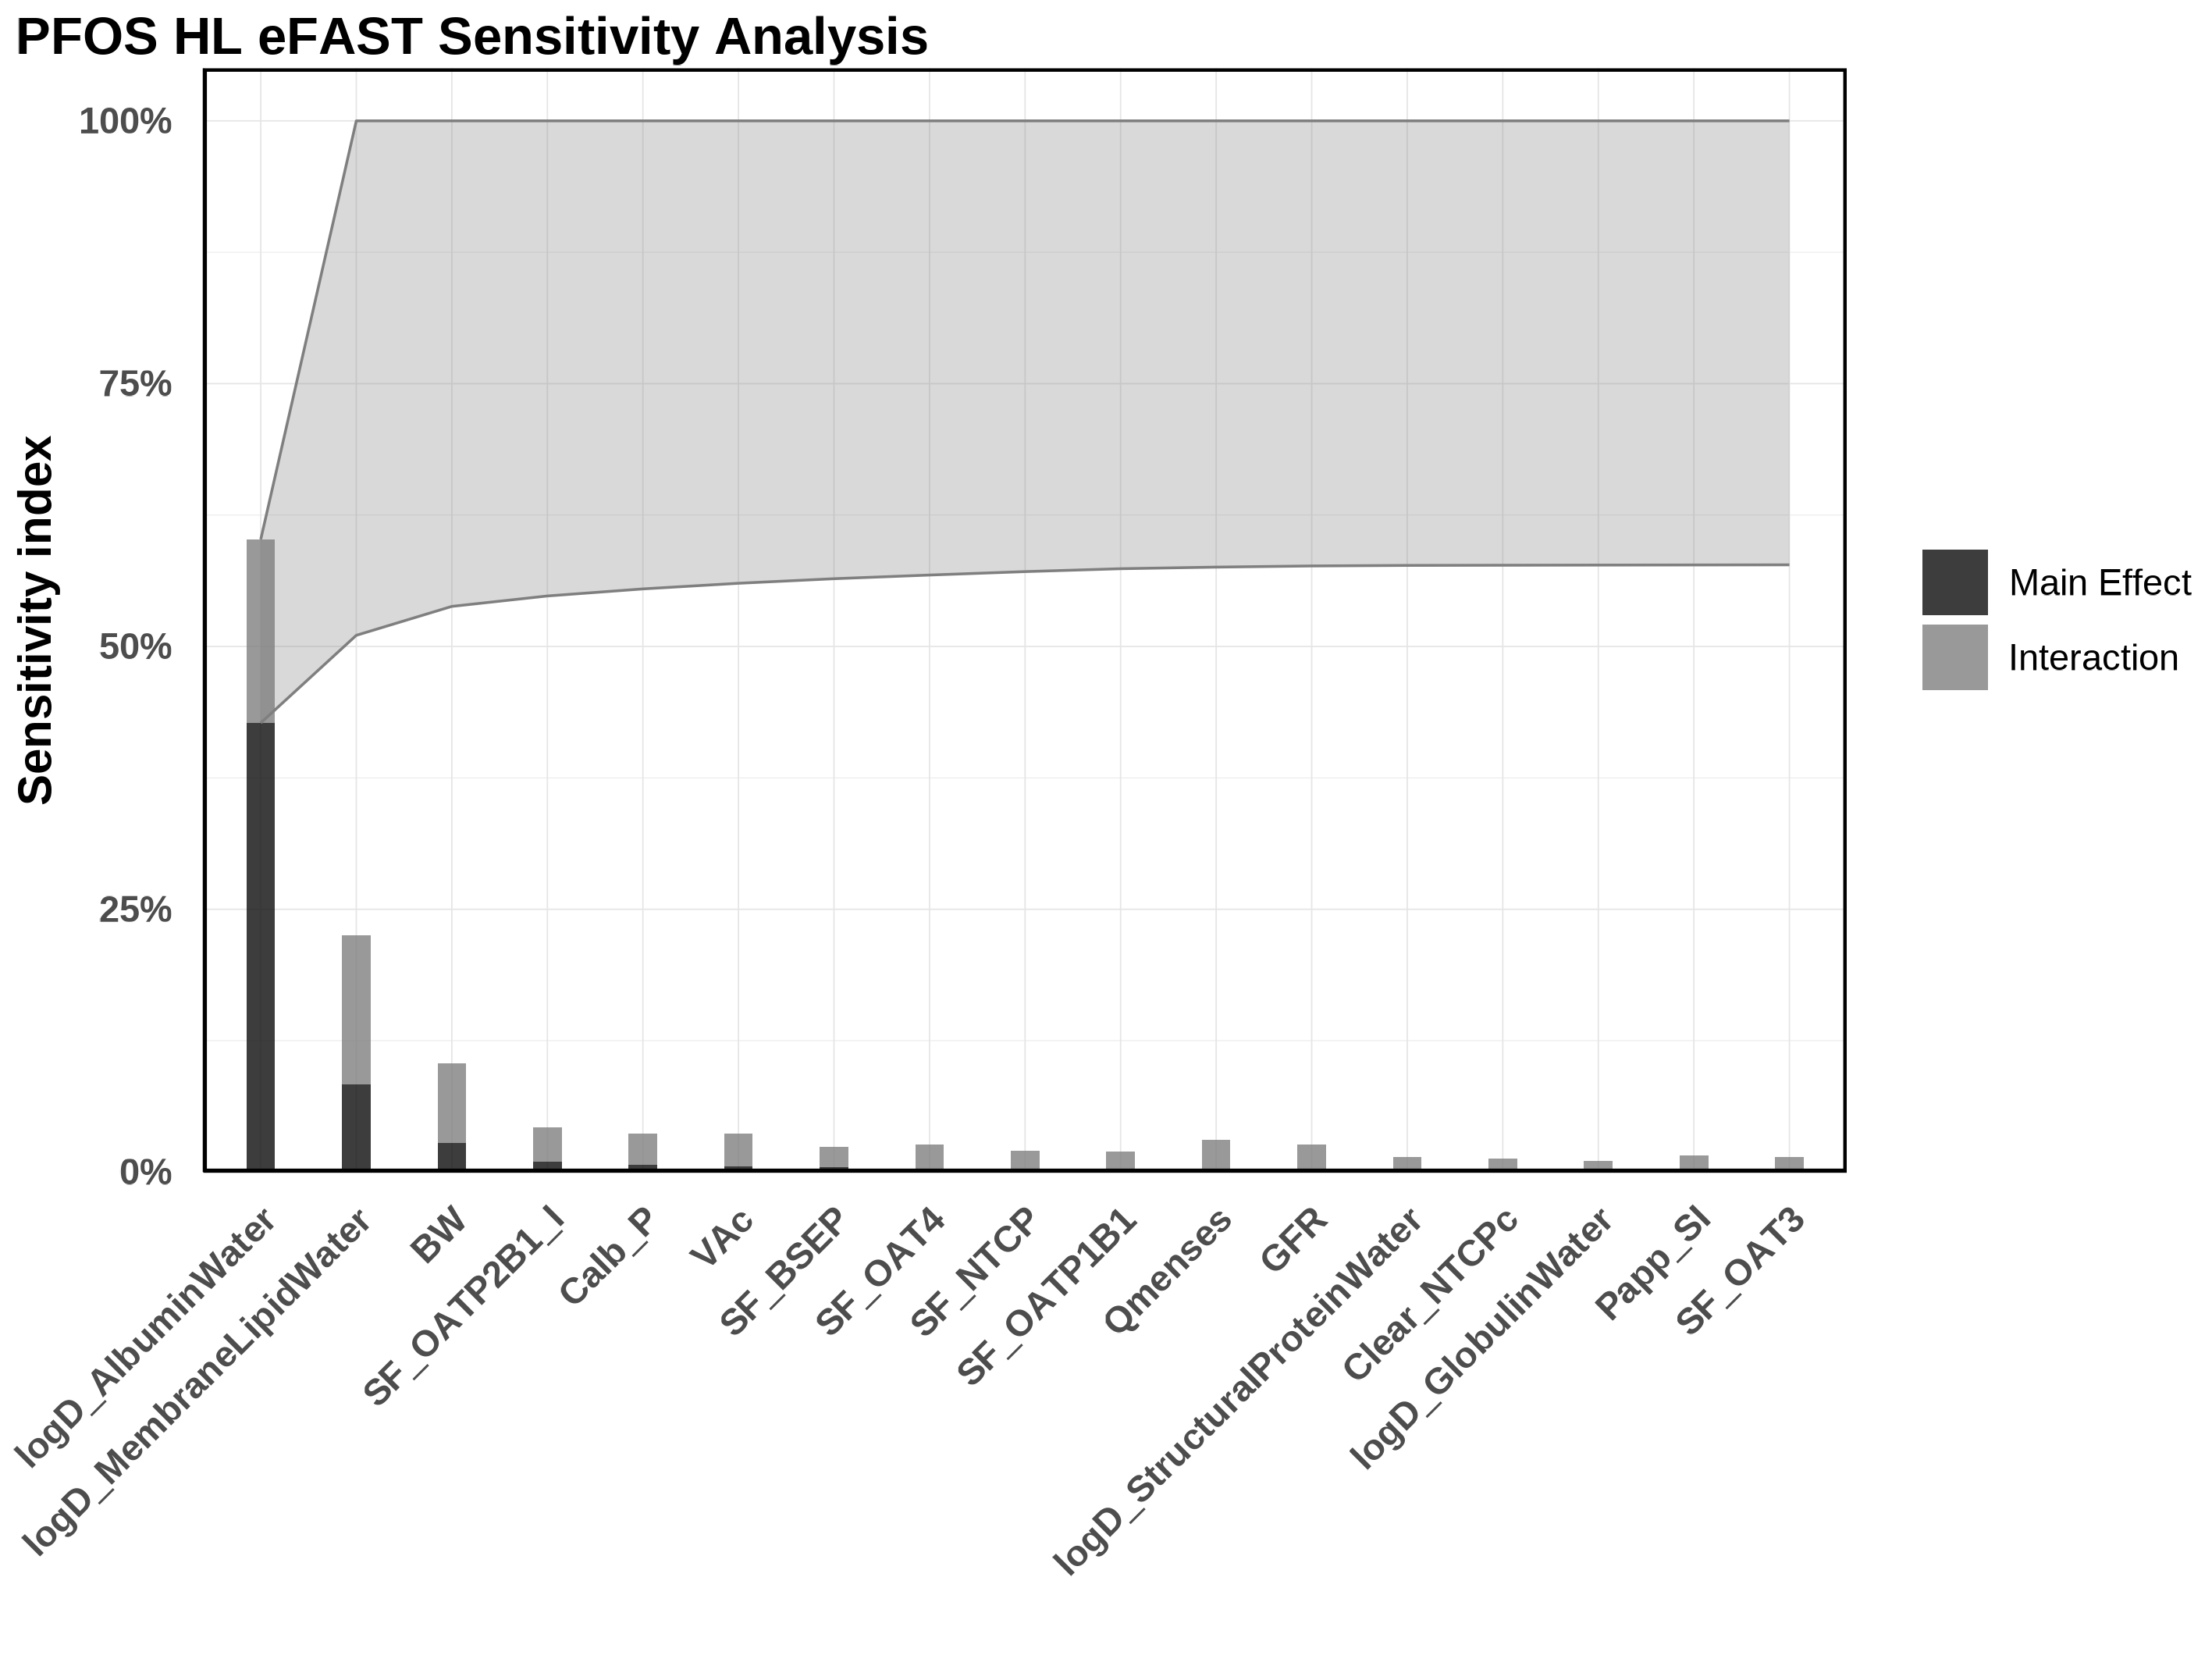 PFOS HL eFAST Sensitivity Analysis
Sensitivity index
100%
75%
50%
25%
0%
logD_AlbuminWater
logD_MembraneLipidWater
BW
SF_OATP2B1_I
Calb_P
VAc
SF_BSEP
SF_OAT4
SF_NTCP
SF_OATP1B1
Qmenses
GFR
logD_StructuralProteinWater
Clear_NTCPc
logD_GlobulinWater
Papp_SI
SF_OAT3
Main Effect
Interaction